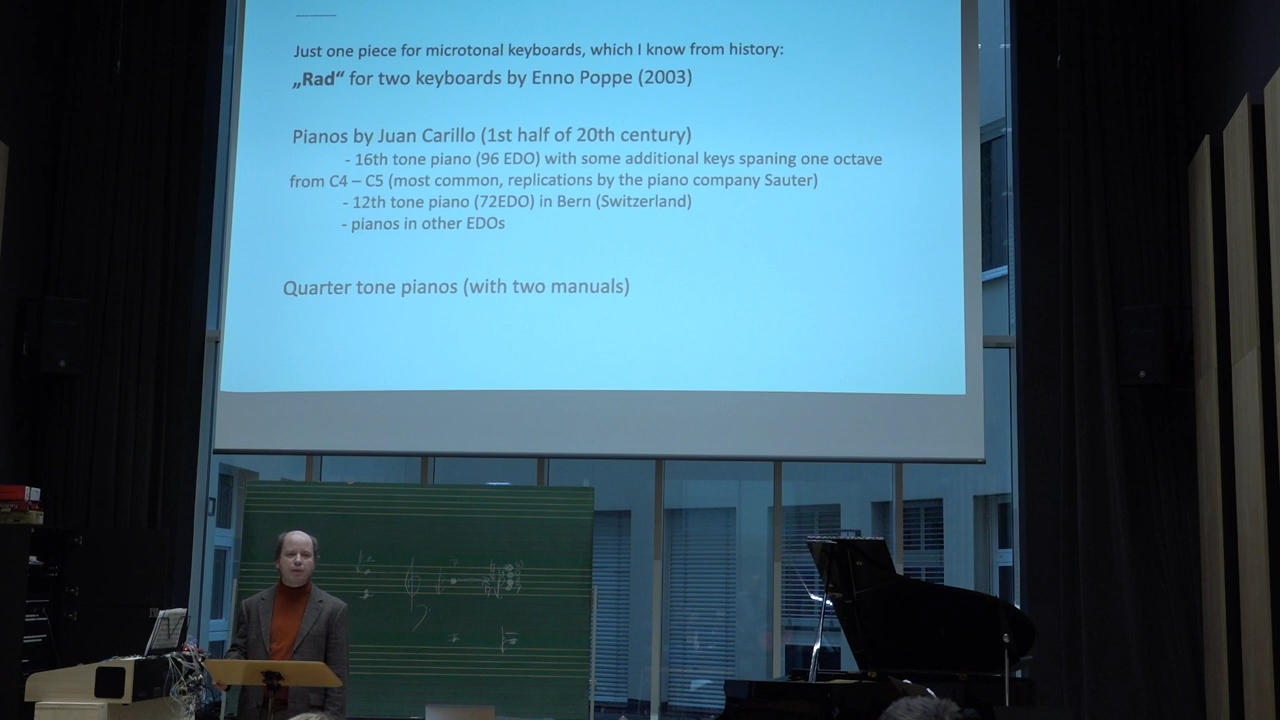 Just one piece for microtonal keyboards, which I know from history:
„Rad“ for two keyboards by Enno Poppe (2003)
Pianos by Juan Carillo (1st half of 20th century)
- 16th tone piano (96 EDO) with some additional keys spaning one octave
from C4 – C5 (most common, replications by the piano company Sauter)
- 12th tone piano (72EDO) in Bern (Switzerland)
- pianos in other EDOs
Quarter tone pianos (with two manuals)